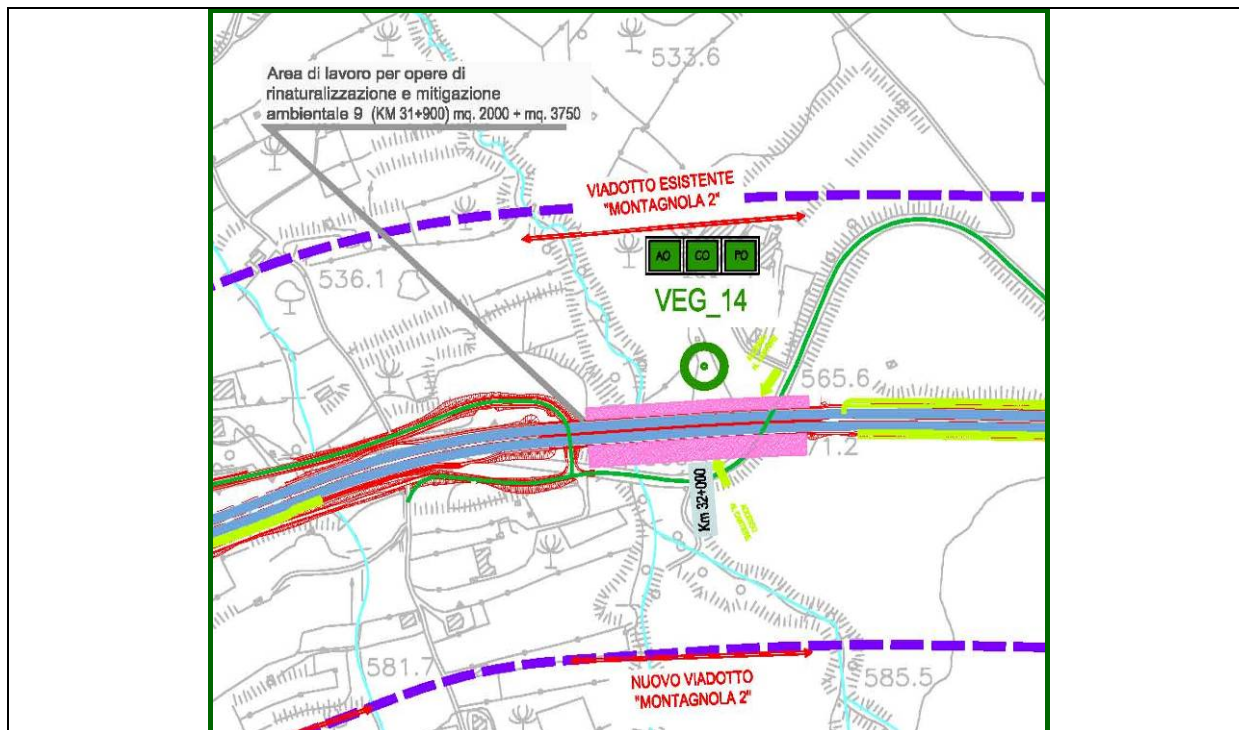 533.6
Area di lavoro per opere di
rinaturalizzazione e mitigazione
ambientale 9 (KM 31+900) mq. 2000 + mq. 3750
VIADOTTO ESISTENTE
"MONTAGNOLA 2"
AO CO PO
536.1
VEG_14
565.6
71.2
Km 32+000
581.7
NUOVO VIADOTTO
"MONTAGNOLA 2"
585.5